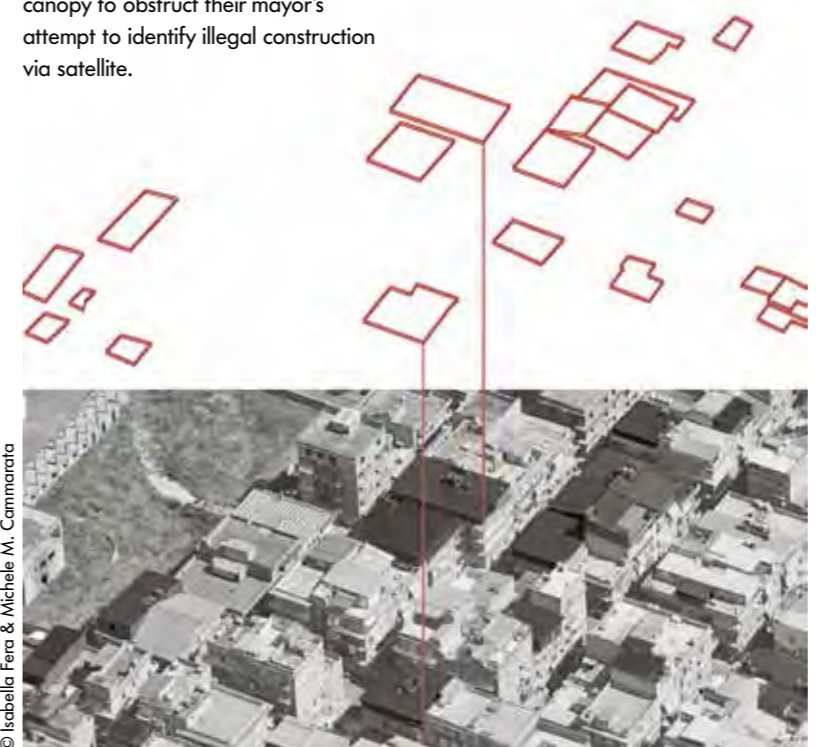 canopy to obstruct their mayor's
attempt to identify illegal construction
via satellite.
© Isabella Fera & Michele M. Cammarata